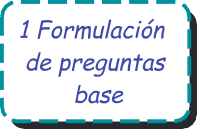 1 Formulación
de preguntas
base